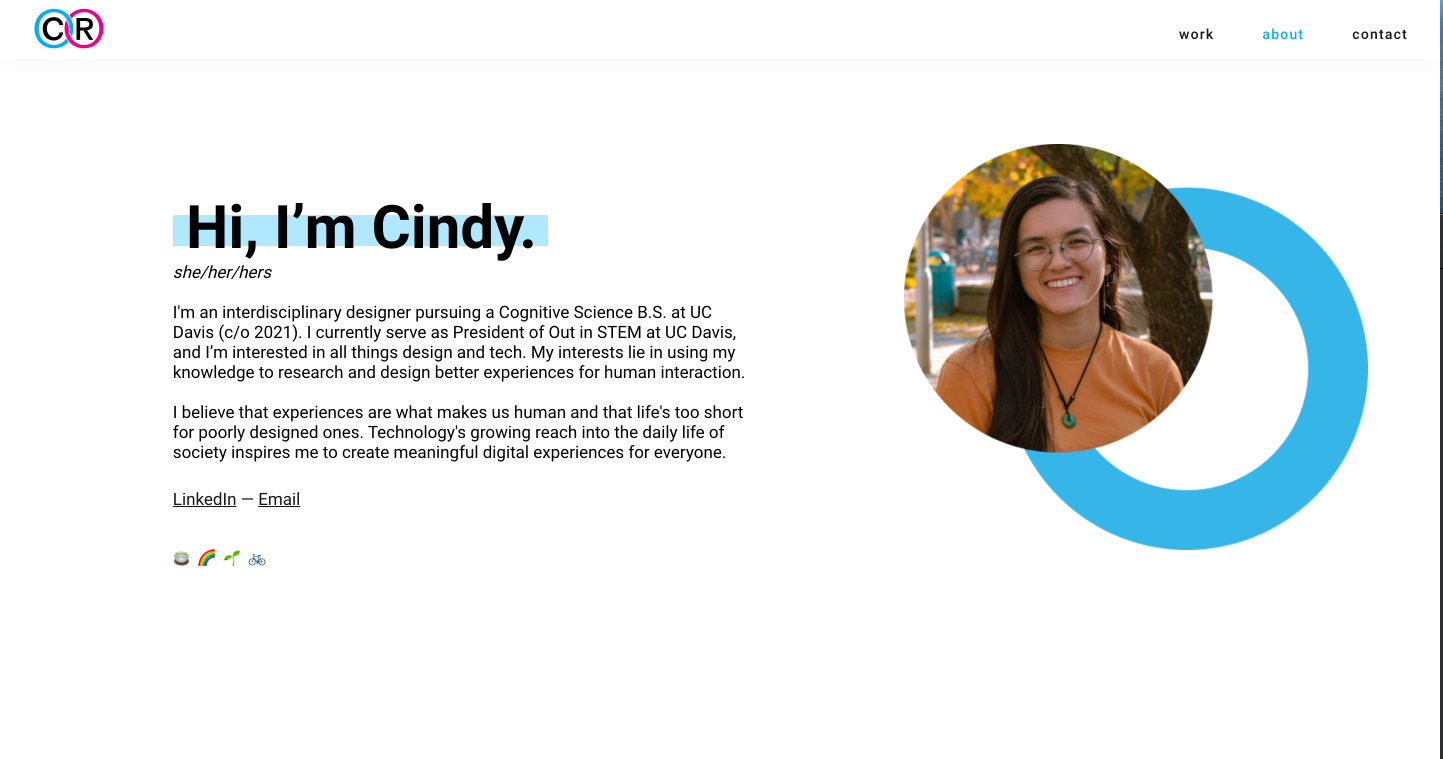 CR
work about contact
Hi, I’m Cindy.
she/her/hers
I'm an interdisciplinary designer pursuing a Cognitive Science B.S. at UC
Davis (c/o 2021). I currently serve as President of Out in STEM at UC Davis,
and I’m interested in all things design and tech. My interests lie in using my
knowledge to research and design better experiences for human interaction.
I believe that experiences are what makes us human and that life's too short
for poorly designed ones. Technology's growing reach into the daily life of
society inspires me to create meaningful digital experiences for everyone.
LinkedIn — Email
🍵 🌈 🌱 🚲